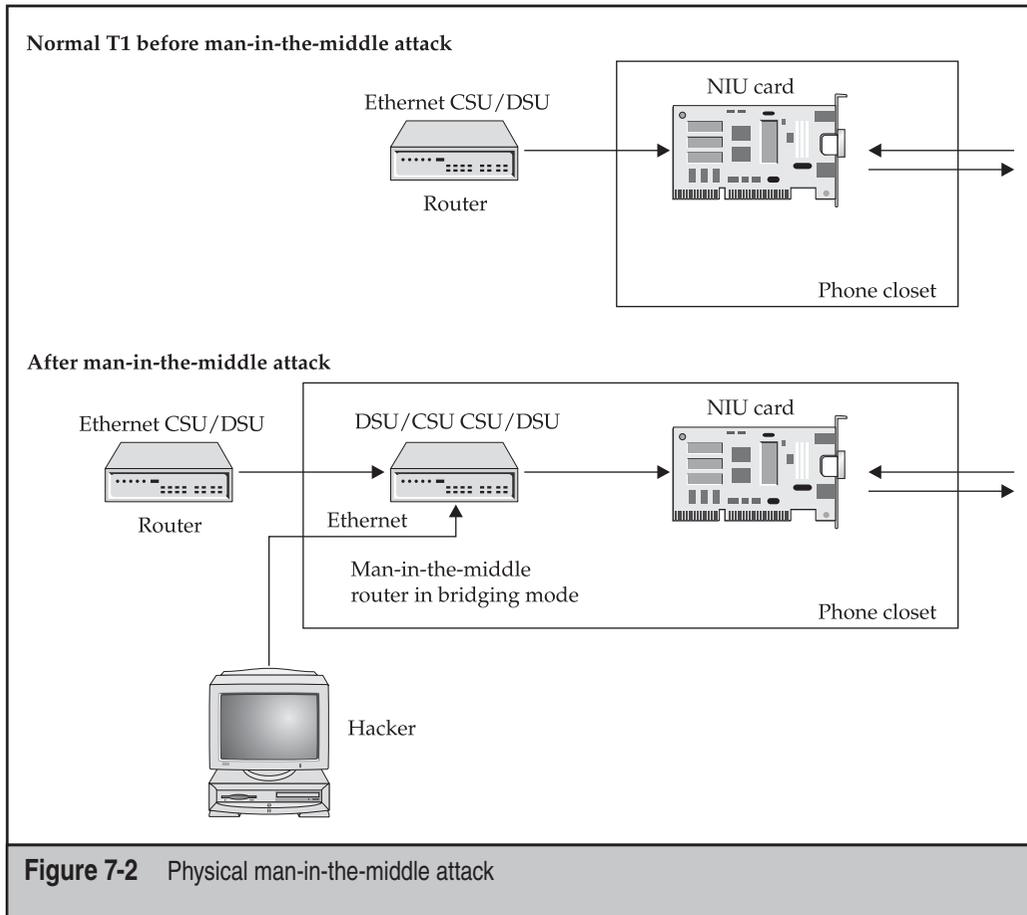 Normal T1 before man-in-the-middle attack
NIU card
Ethernet CSU/DSU
Router
Phone closet
After man-in-the-middle attack
NIU card
Ethernet CSU/DSU
DSU/CSU CSU/DSU
Router
Ethernet
Man-in-the-middle
router in bridging mode
Phone closet
Hacker
Figure 7-2 Physical man-in-the-middle attack